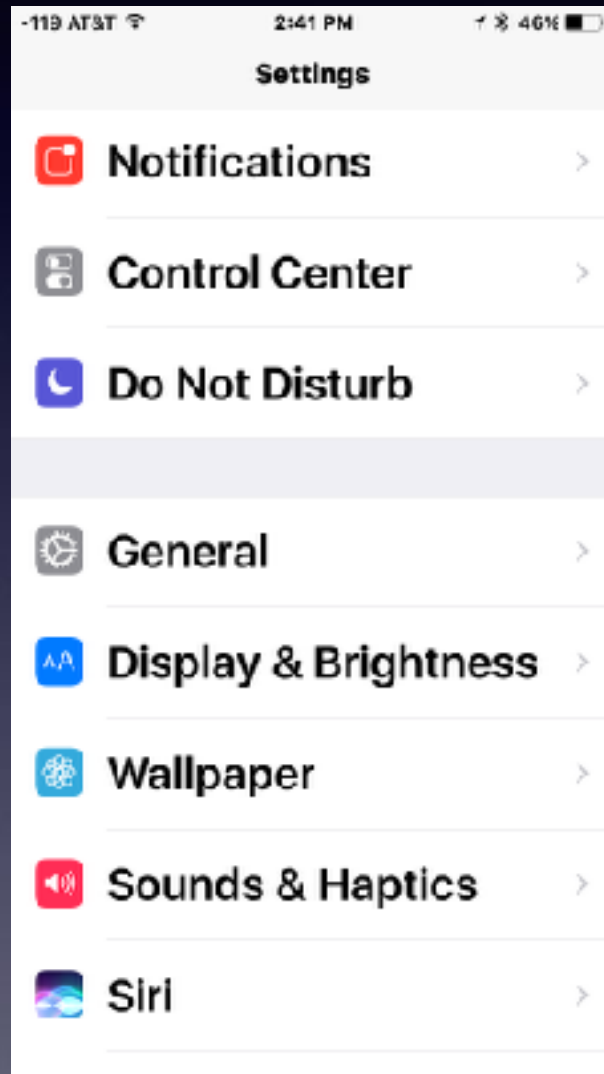 -119 AT&T 2:41 PM 46%
Settings
Notifications
Control Center
Do Not Disturb
General
Display & Brightness
Wallpaper
Sounds & Haptics
Siri